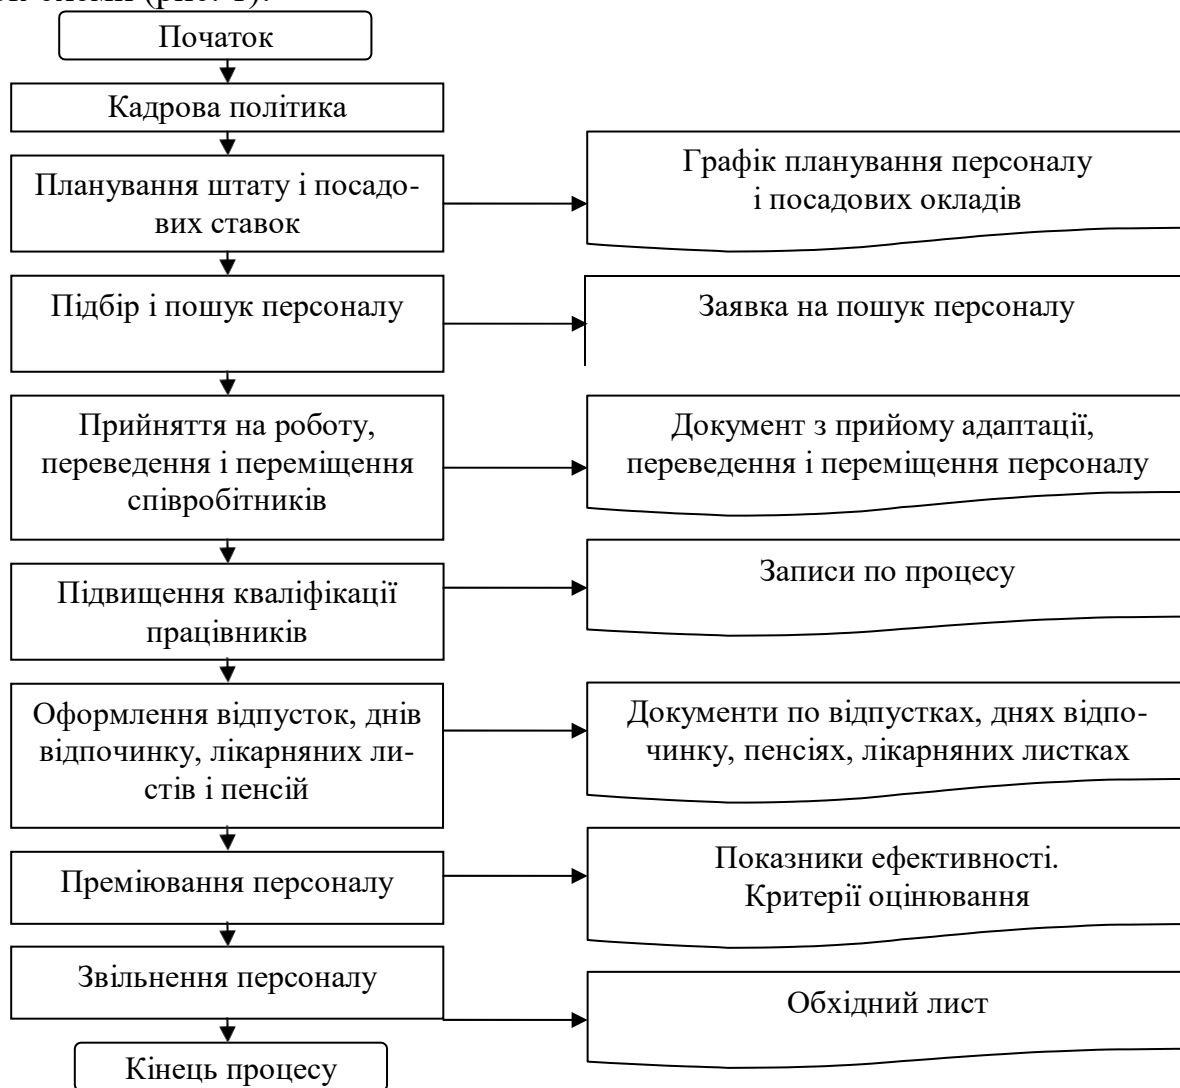 (рис. 1).
Початок
Кадрова політика
Планування штату і посадо-
вих ставок
Графік планування персоналу
і посадових окладів
Підбір і пошук персоналу
Заявка на пошук персоналу
Прийняття на роботу,
переведення і переміщення
співробітників
Документ з прийому адаптації,
переведення і переміщення персоналу
Підвищення кваліфікації
працівників
Записи по процесу
Оформлення відпусток, днів
відпочинку, лікарняних ли-
стів і пенсій
Документи по відпустках, днях відпо-
чинку, пенсіях, лікарняних листках
Преміювання персоналу
Показники ефективності.
Критерії оцінювання
Звільнення персоналу
Обхідний лист
Кінець процесу